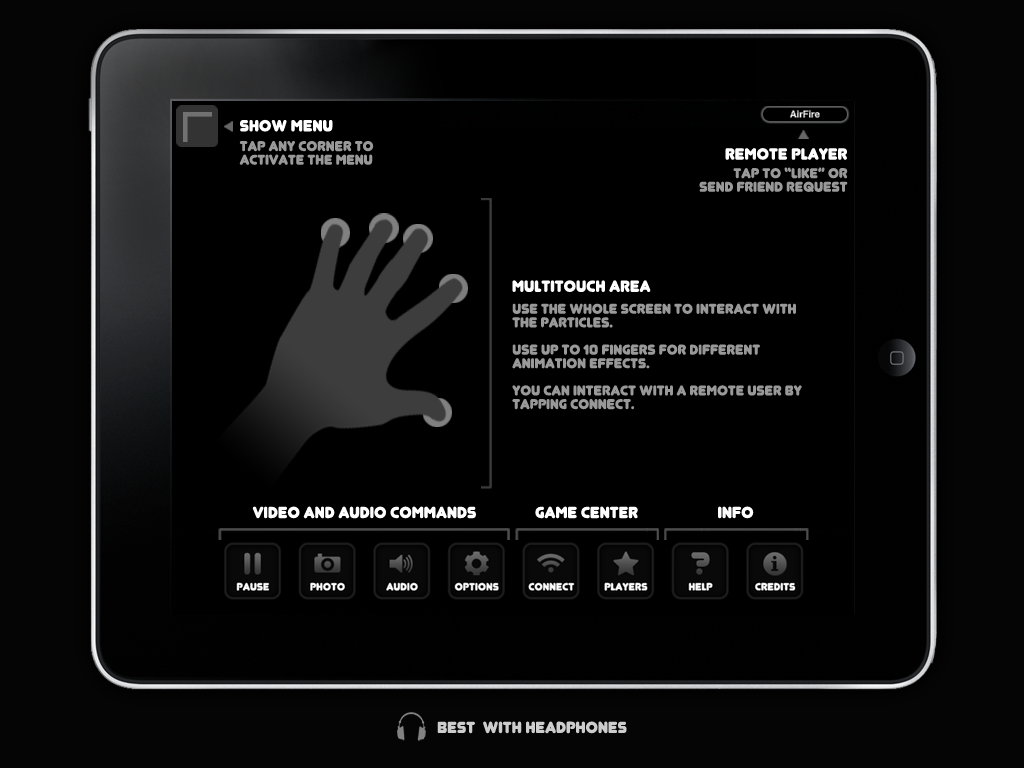 AirFire
SHOW MENU
TAP ANY CORNER TO
ACTIVATE THE MENU
REMOTE PLAYER
TAP TO "LIKE" OR
SEND FRIEND REQUEST
MULTITOUCH AREA
USE THE WHOLE SCREEN TO INTERACT WITH
THE PARTICLES.
USE UP TO 10 FINGERS FOR DIFFERENT
ANIMATION EFFECTS.
YOU CAN INTERACT WITH A REMOTE USER BY
TAPPING CONNECT.
VIDEO AND AUDIO COMMANDS
GAME CENTER
INFO
PAUSE
PHOTO
AUDIO
OPTIONS
CONNECT
PLAYERS
HELP
CREDITS
BEST WITH HEADPHONES